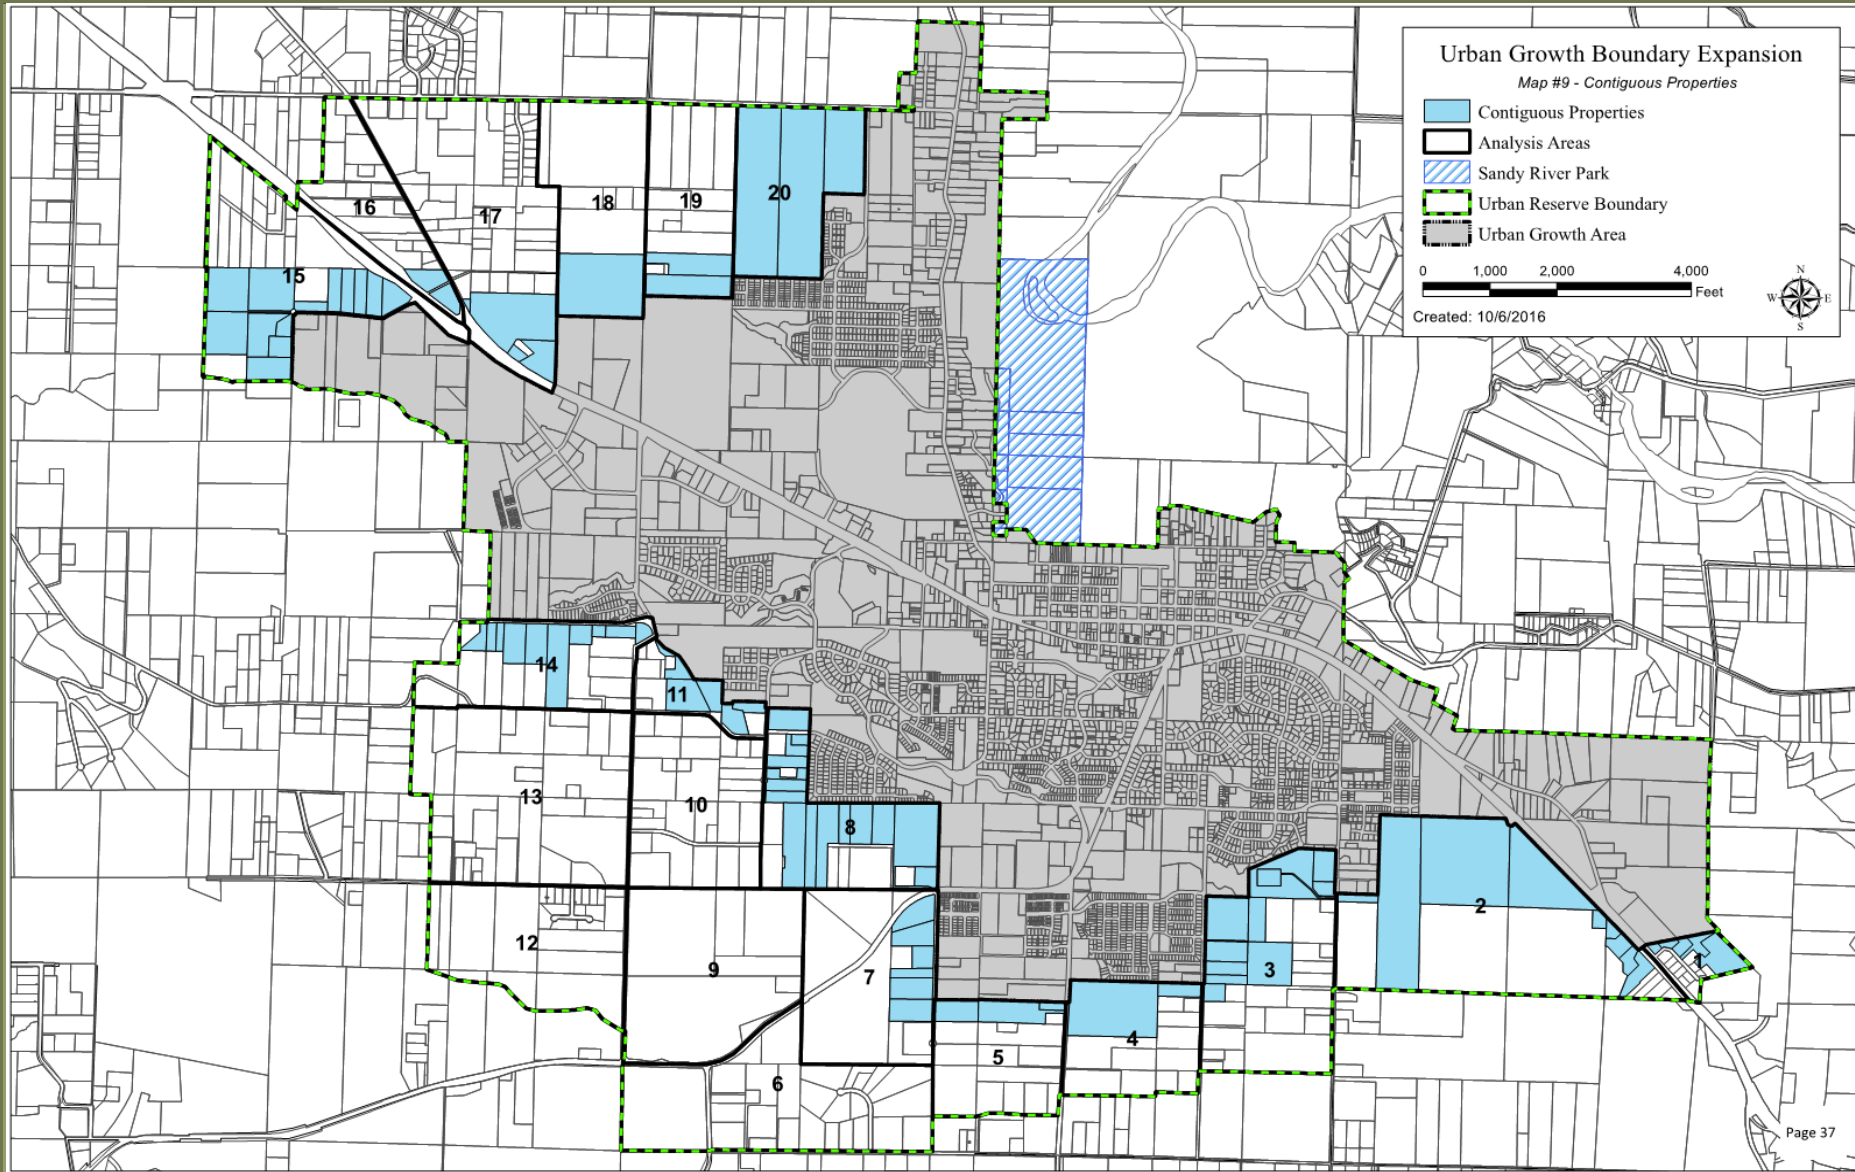 Urban Growth Boundary Expansion
Map #9 - Contiguous Properties
Contiguous Properties
Analysis Areas
Sandy River Park
Urban Reserve Boundary
Urban Growth Area
0 1,000 2,000 4,000
Feet
Created: 10/6/2016
N
W E
S
20
19
18
16
17
15
14
11
13
10
8
2
12
9
7
3
1
5
4
6
Page 37